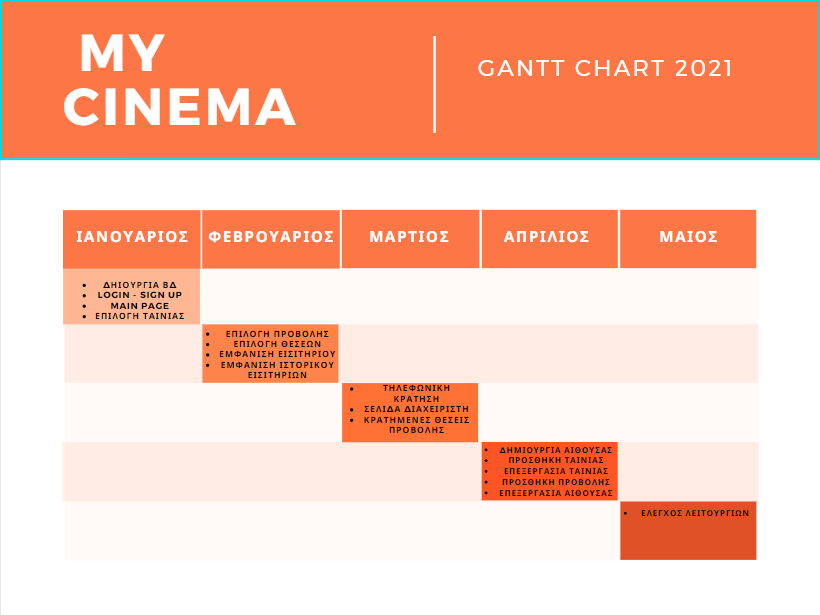 MY
CINEMA
GANTT CHART 2021
ΙΑΝΟΥΑΡΙΟΣ
ΦΕΒΡΟΥΑΡΙΟΣ
ΜΑΡΤΙΟΣ
ΑΠΡΙΛΙΟΣ
ΜΑΙΟΣ
• ΔΗΙΟΥΡΓΙΑ ΒΔ
• LOGIN - SIGN UP
• MAIN PAGE
• ΕΠΙΛΟΓΗ ΤΑΙΝΙΑΣ
• ΕΠΙΛΟΓΗ ΠΡΟΒΟΛΗΣ
• ΕΠΙΛΟΓΗ ΘΕΣΕΩΝ
• ΕΜΦΑΝΙΣΗ ΕΙΣΙΤΗΡΙΟΥ
• ΕΜΦΑΝΙΣΗ ΙΣΤΟΡΙΚΟΥ
ΕΙΣΙΤΗΡΙΩΝ
• ΤΗΛΕΦΩΝΙΚΗ
ΚΡΑΤΗΣΗ
• ΣΕΛΙΔΑ ΔΙΑΧΕΙΡΙΣΤΗ
• ΚΡΑΤΗΜΕΝΕΣ ΘΕΣΕΙΣ
ΠΡΟΒΟΛΗΣ
• ΔΗΜΙΟΥΡΓΙΑ ΑΙΘΟΥΣΑΣ
• ΠΡΟΣΘΗΚΗ ΤΑΙΝΙΑΣ
• ΕΠΕΞΕΡΓΑΣΙΑ ΤΑΙΝΙΑΣ
• ΠΡΟΣΘΗΚΗ ΠΡΟΒΟΛΗΣ
• ΕΠΕΞΕΡΓΑΣΙΑ ΑΙΘΟΥΣΑΣ
• ΕΛΕΓΧΟΣ ΛΕΙΤΟΥΡΓΙΩΝ